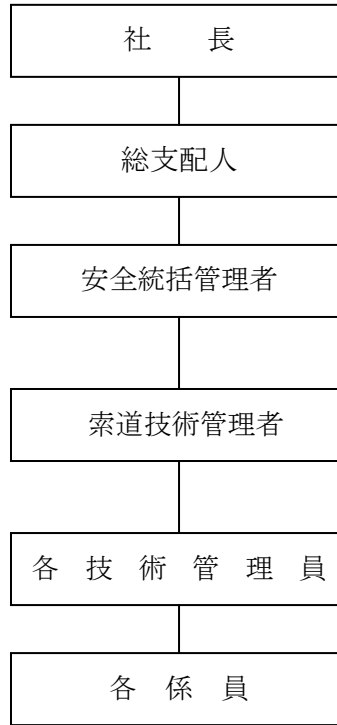 社　　長
総支配人
安全統括管理者
索道技術管理者
各　技　術　管　理　員
各　係　員